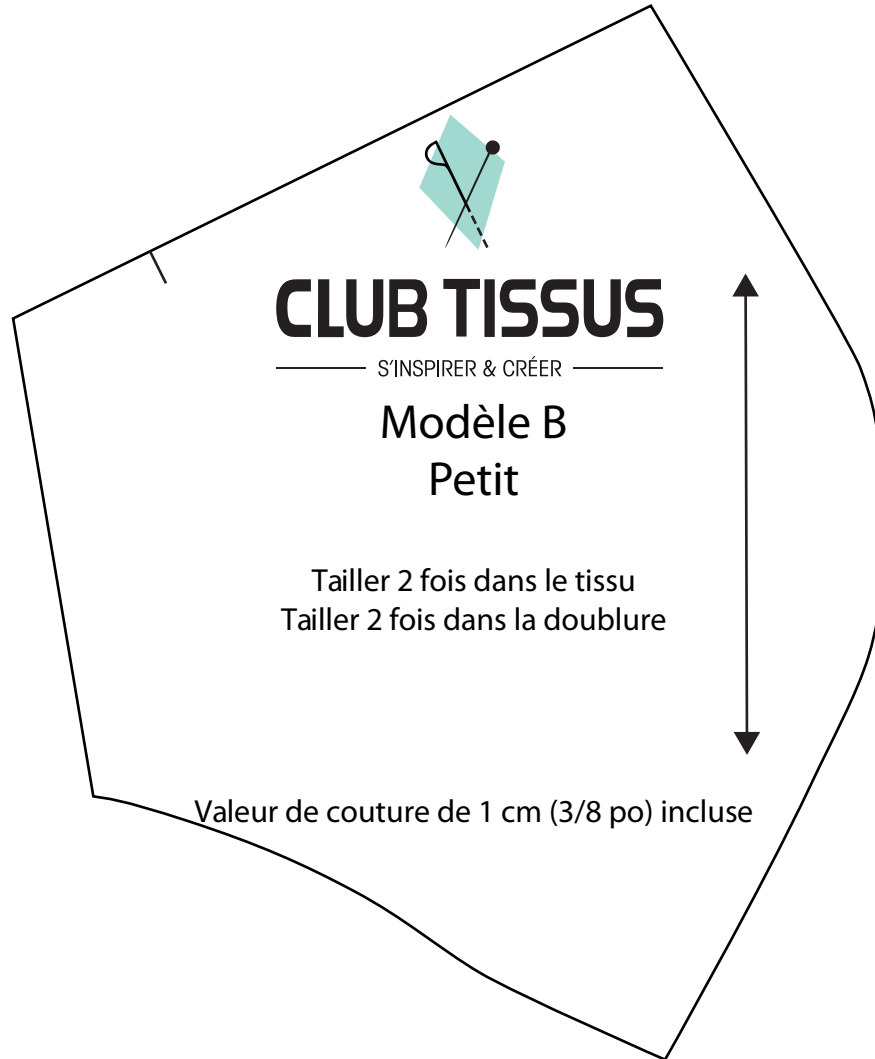 CLUB TISSUS
S'INSPIRER & CRÉER
Modèle B
Petit
Tailler 2 fois dans le tissu
Tailler 2 fois dans la doublure
Valeur de couture de 1 cm (3/8 po) incluse